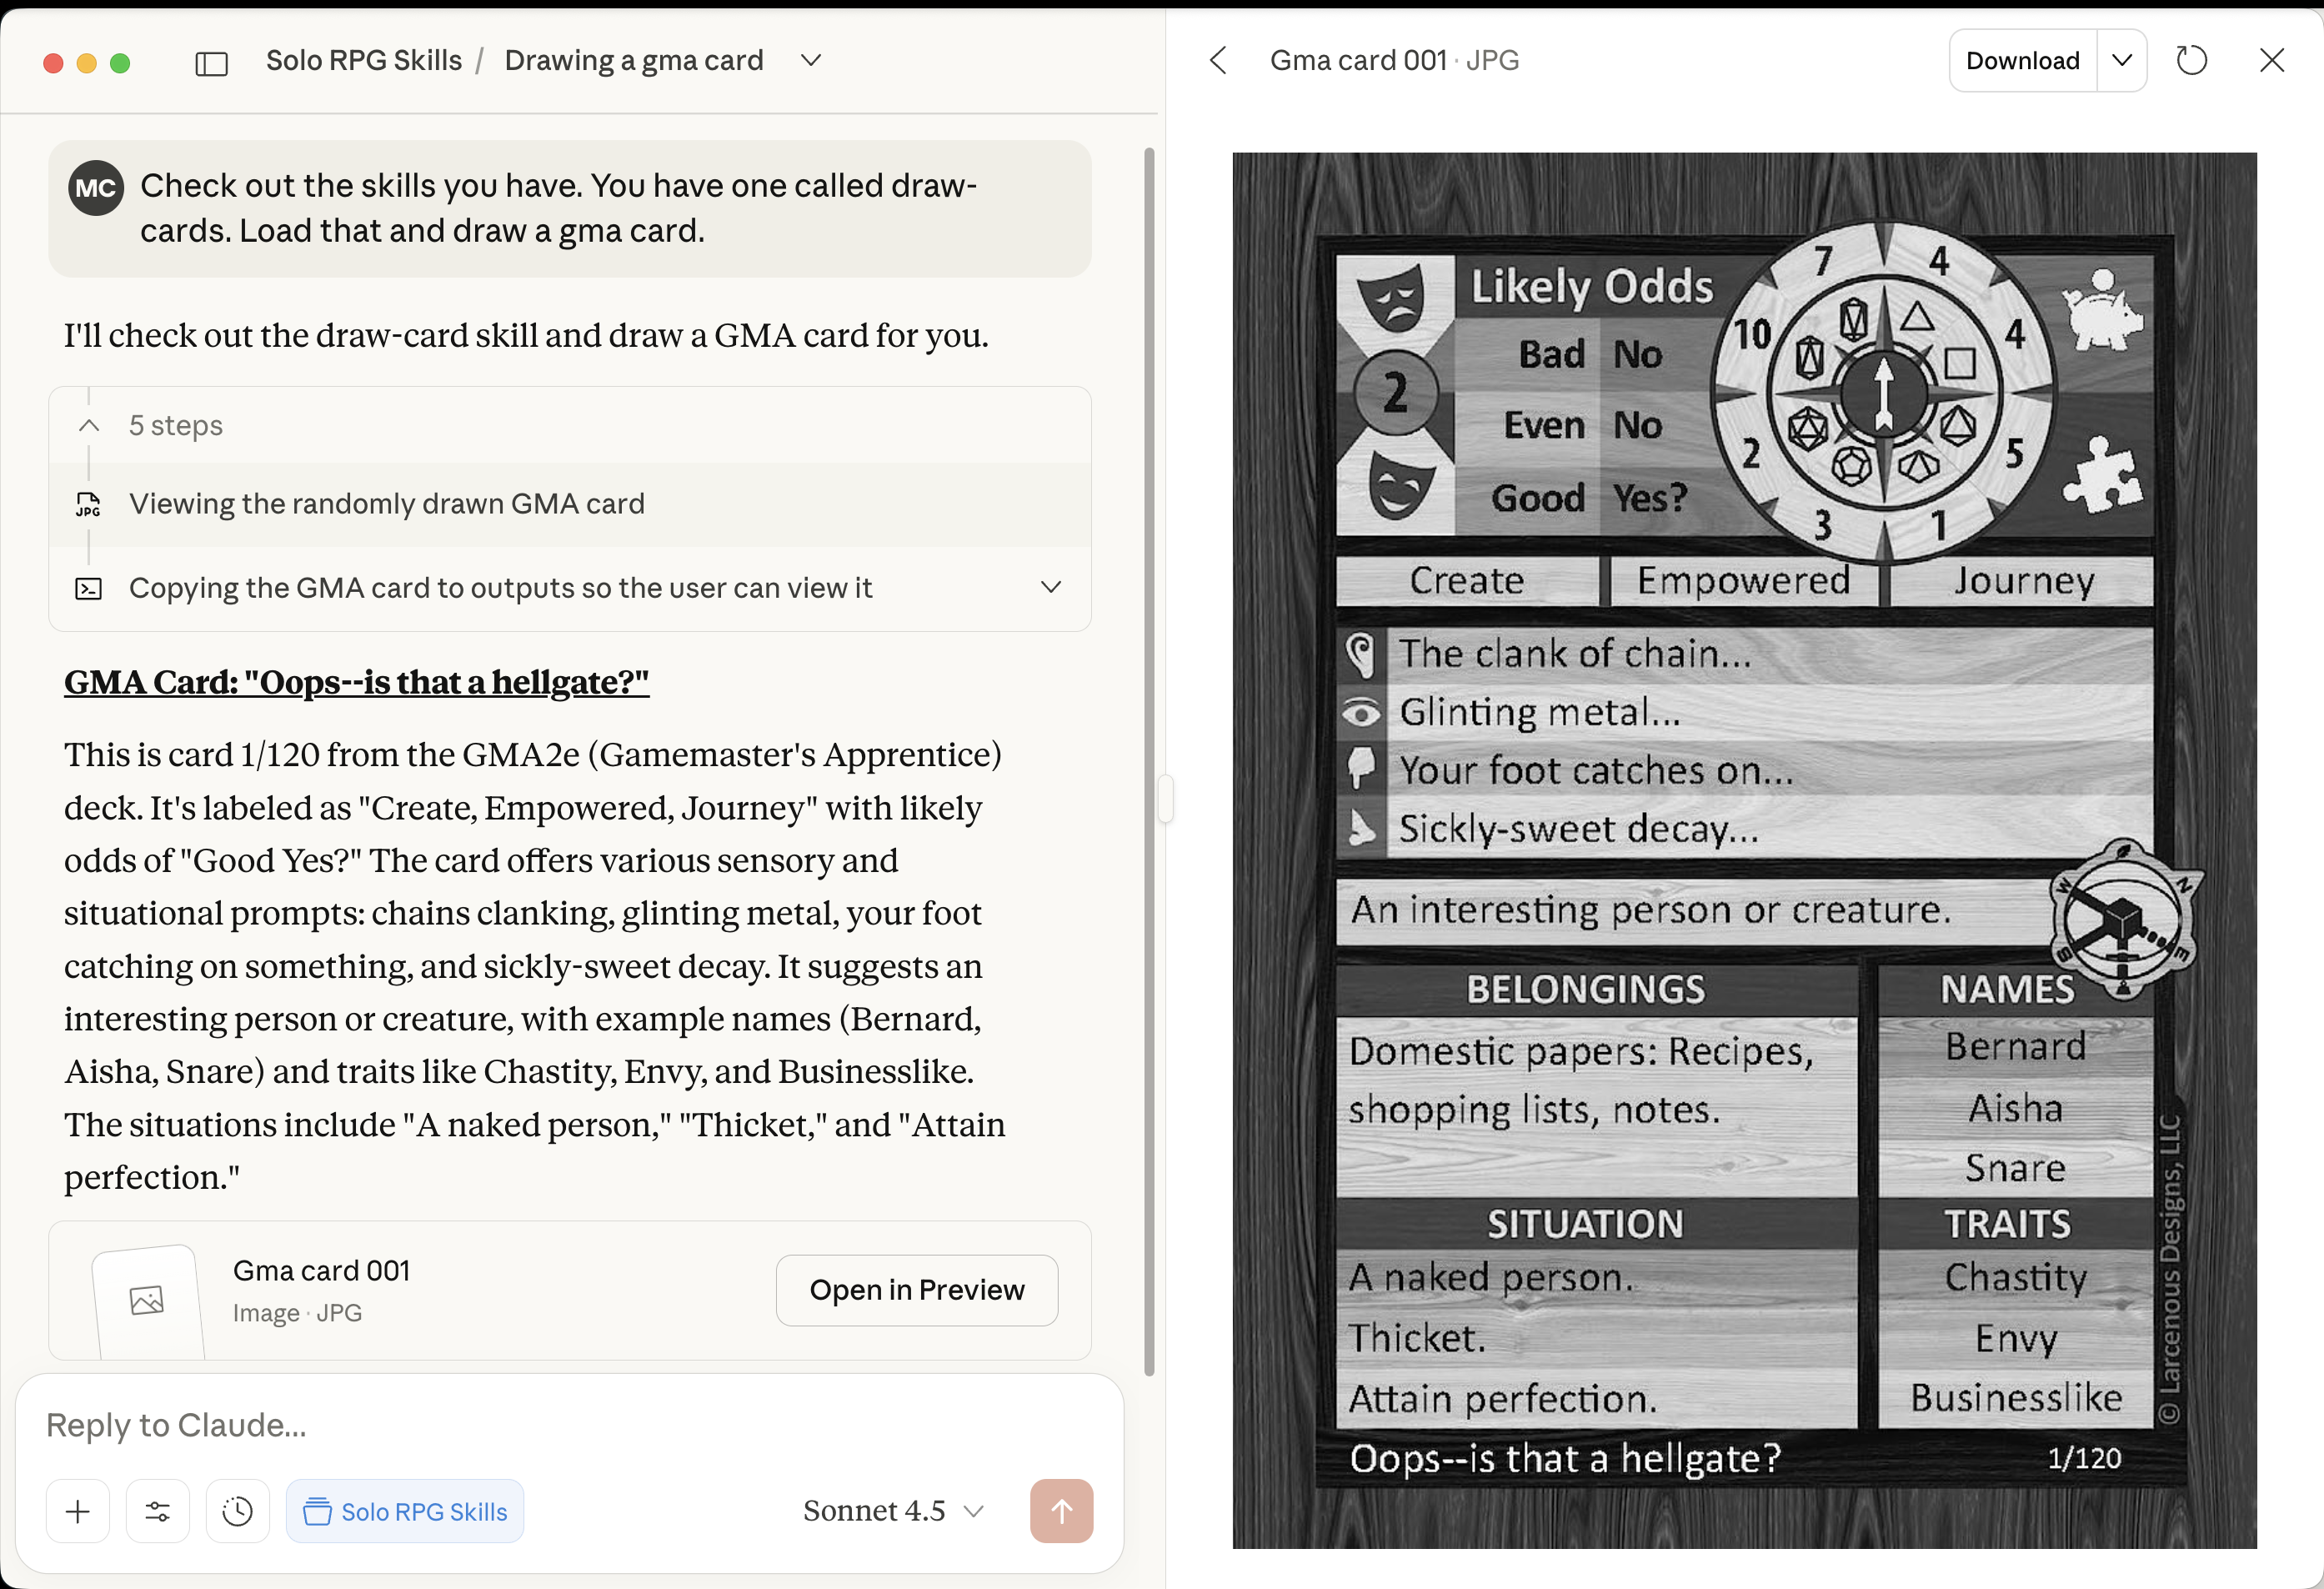 Solo RPG Skills / Drawing a gma card
MC
Check out the skills you have. You have one called draw-
cards. Load that and draw a gma card.
I'll check out the draw-card skill and draw a GMA card for you.
5 steps
JPG
Viewing the randomly drawn GMA card
Copying the GMA card to outputs so the user can view it
GMA Card: "Oops--is that a hellgate?"
This is card 1/120 from the GMA2e (Gamemaster's Apprentice)
deck. It's labeled as "Create, Empowered, Journey" with likely
odds of "Good Yes?" The card offers various sensory and
situational prompts: chains clanking, glinting metal, your foot
catching on something, and sickly-sweet decay. It suggests an
interesting person or creature, with example names (Bernard,
Aisha, Snare) and traits like Chastity, Envy, and Businesslike.
The situations include "A naked person," "Thicket," and "Attain
perfection."
Gma card 001
Image · JPG
Open in Preview
Reply to Claude...
Solo RPG Skills
Sonnet 4.5
Gma card 001 · JPG
Download
Likely Odds
2
Bad No
Even No
Good Yes?
7 4
10 4
2 5
3 1
Create Empowered Journey
The clank of chain...
Glinting metal...
Your foot catches on...
Sickly-sweet decay...
An interesting person or creature.
W N
S E
BELONGINGS
Domestic papers: Recipes,
shopping lists, notes.
NAMES
Bernard
Aisha
Snare
SITUATION
A naked person.
Thicket.
Attain perfection.
TRAITS
Chastity
Envy
Businesslike
© Larcenous Designs, LLC
Oops--is that a hellgate? 1/120